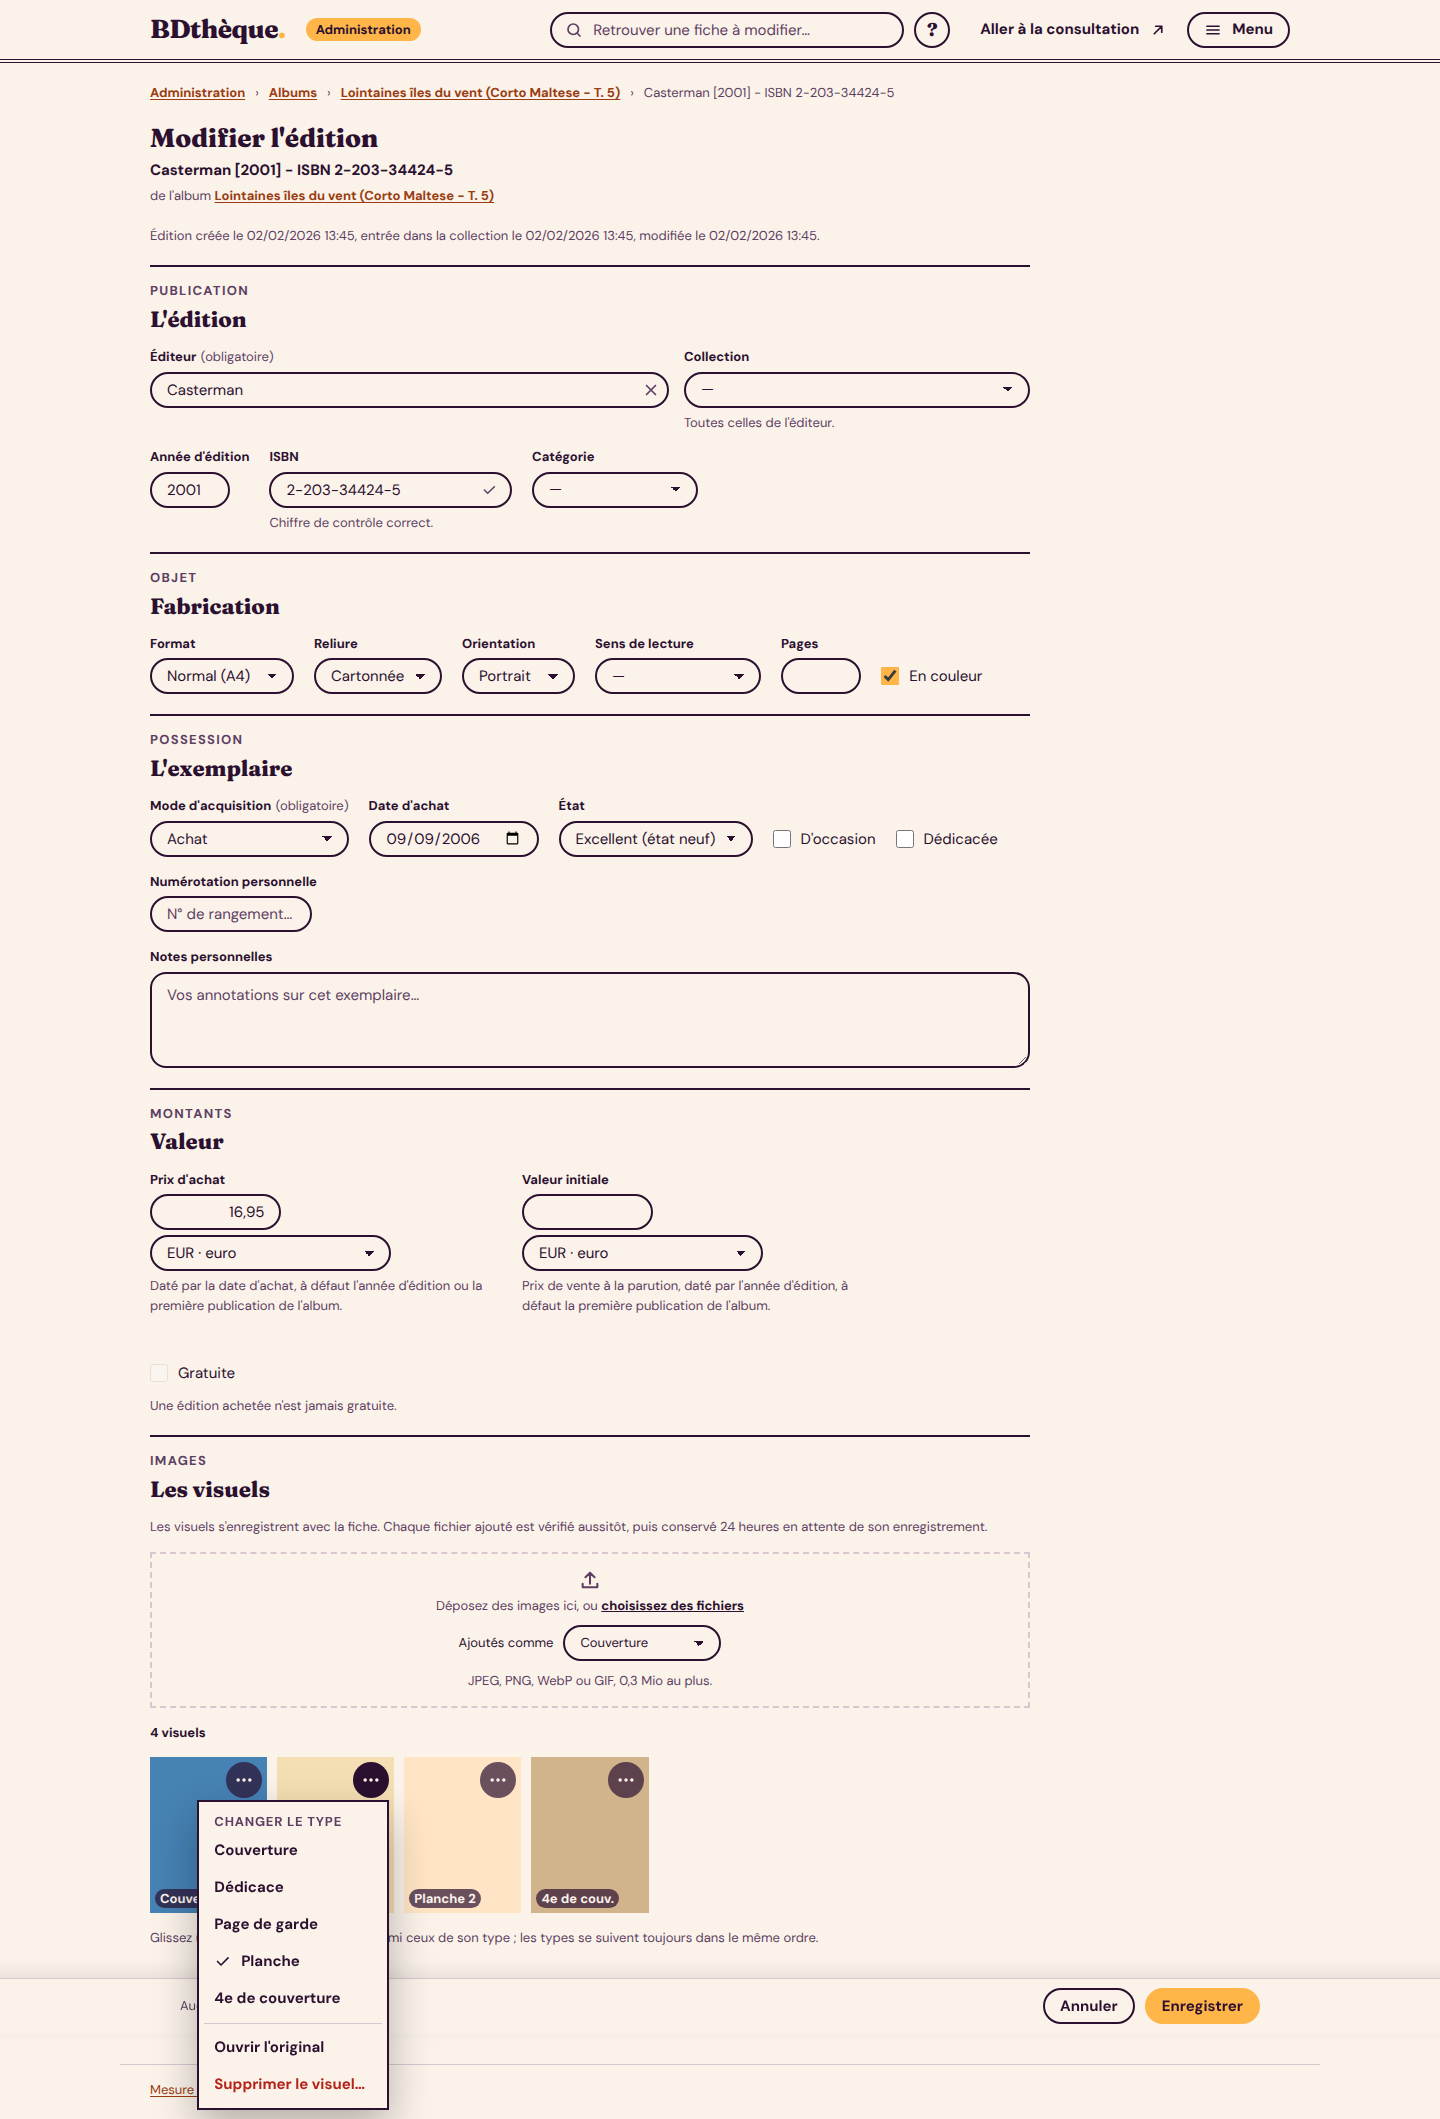 BDthèque.
Administration
Retrouver une fiche à modifier...
?
Aller à la consultation
Menu
Administration › Albums › Lointaines îles du vent (Corto Maltese - T. 5) › Casterman [2001] - ISBN 2-203-34424-5
Modifier l'édition
Casterman [2001] - ISBN 2-203-34424-5
de l'album Lointaines îles du vent (Corto Maltese - T. 5)
Édition créée le 02/02/2026 13:45, entrée dans la collection le 02/02/2026 13:45, modifiée le 02/02/2026 13:45.
PUBLICATION
L'édition
Éditeur (obligatoire)
Collection
Casterman
—
Toutes celles de l'éditeur.
Année d'édition
ISBN
Catégorie
2001
2-203-34424-5
—
Chiffre de contrôle correct.
OBJET
Fabrication
Format
Reliure
Orientation
Sens de lecture
Pages
Normal (A4)
Cartonnée
Portrait
—
En couleur
POSSESSION
L'exemplaire
Mode d'acquisition (obligatoire)
Date d'achat
État
Achat
09/09/2006
Excellent (état neuf)
D'occasion
Dédicacée
Numérotation personnelle
N° de rangement...
Notes personnelles
Vos annotations sur cet exemplaire...
MONTANTS
Valeur
Prix d'achat
Valeur initiale
16,95
EUR · euro
EUR · euro
Daté par la date d'achat, à défaut l'année d'édition ou la
première publication de l'album.
Prix de vente à la parution, daté par l'année d'édition, à
défaut la première publication de l'album.
Gratuite
Une édition achetée n'est jamais gratuite.
IMAGES
Les visuels
Les visuels s'enregistrent avec la fiche. Chaque fichier ajouté est vérifié aussitôt, puis conservé 24 heures en attente de son enregistrement.
Déposez des images ici, ou choisissez des fichiers
Ajoutés comme
Couverture
JPEG, PNG, WebP ou GIF, 0,3 Mio au plus.
4 visuels
CHANGER LE TYPE
Couverture
Dédicace
Page de garde
Planche
4e de couverture
Ouvrir l'original
Supprimer le visuel...
Planche 2
4e de couv.
Glissez
ceux de son type ; les types se suivent toujours dans le même ordre.
Annuler
Enregistrer
Mesure